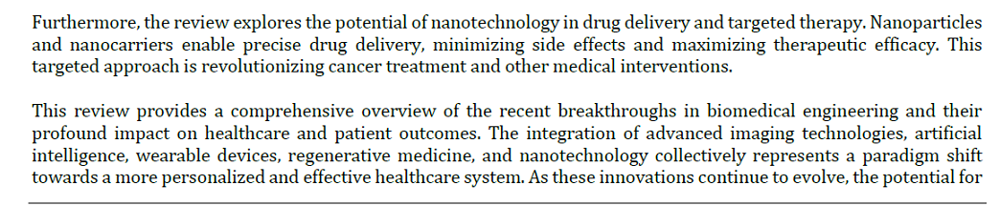 Furthermore, the review explores the potential of nanotechnology in drug delivery and targeted therapy. Nanoparticles
and nanocarriers enable precise drug delivery, minimizing side effects and maximizing therapeutic efficacy. This
targeted approach is revolutionizing cancer treatment and other medical interventions.
This review provides a comprehensive overview of the recent breakthroughs in biomedical engineering and their
profound impact on healthcare and patient outcomes. The integration of advanced imaging technologies, artificial
intelligence, wearable devices, regenerative medicine, and nanotechnology collectively represents a paradigm shift
towards a more personalized and effective healthcare system. As these innovations continue to evolve, the potential for